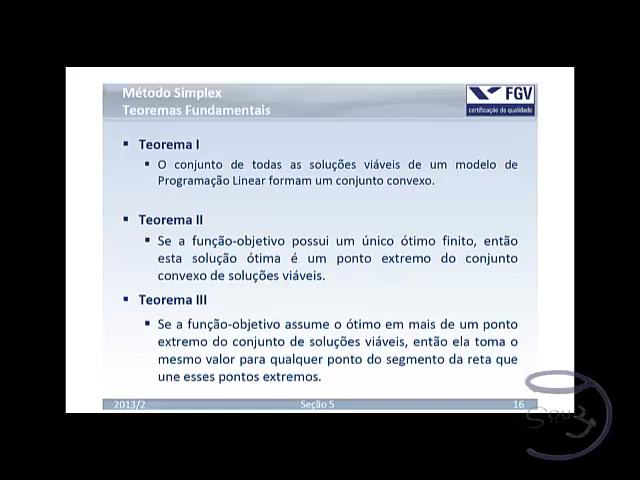 Método Simplex
Teoremas Fundamentais
FGV
certificação de qualidade
Teorema I
O conjunto de todas as soluções viáveis de um modelo de
Programação Linear formam um conjunto convexo.
Teorema II
Se a função-objetivo possui um único ótimo finito, então
esta solução ótima é um ponto extremo do conjunto
convexo de soluções viáveis.
Teorema III
Se a função-objetivo assume o ótimo em mais de um ponto
extremo do conjunto de soluções viáveis, então ela toma o
mesmo valor para qualquer ponto do segmento da reta que
une esses pontos extremos.
2013/2
Seção 5
16